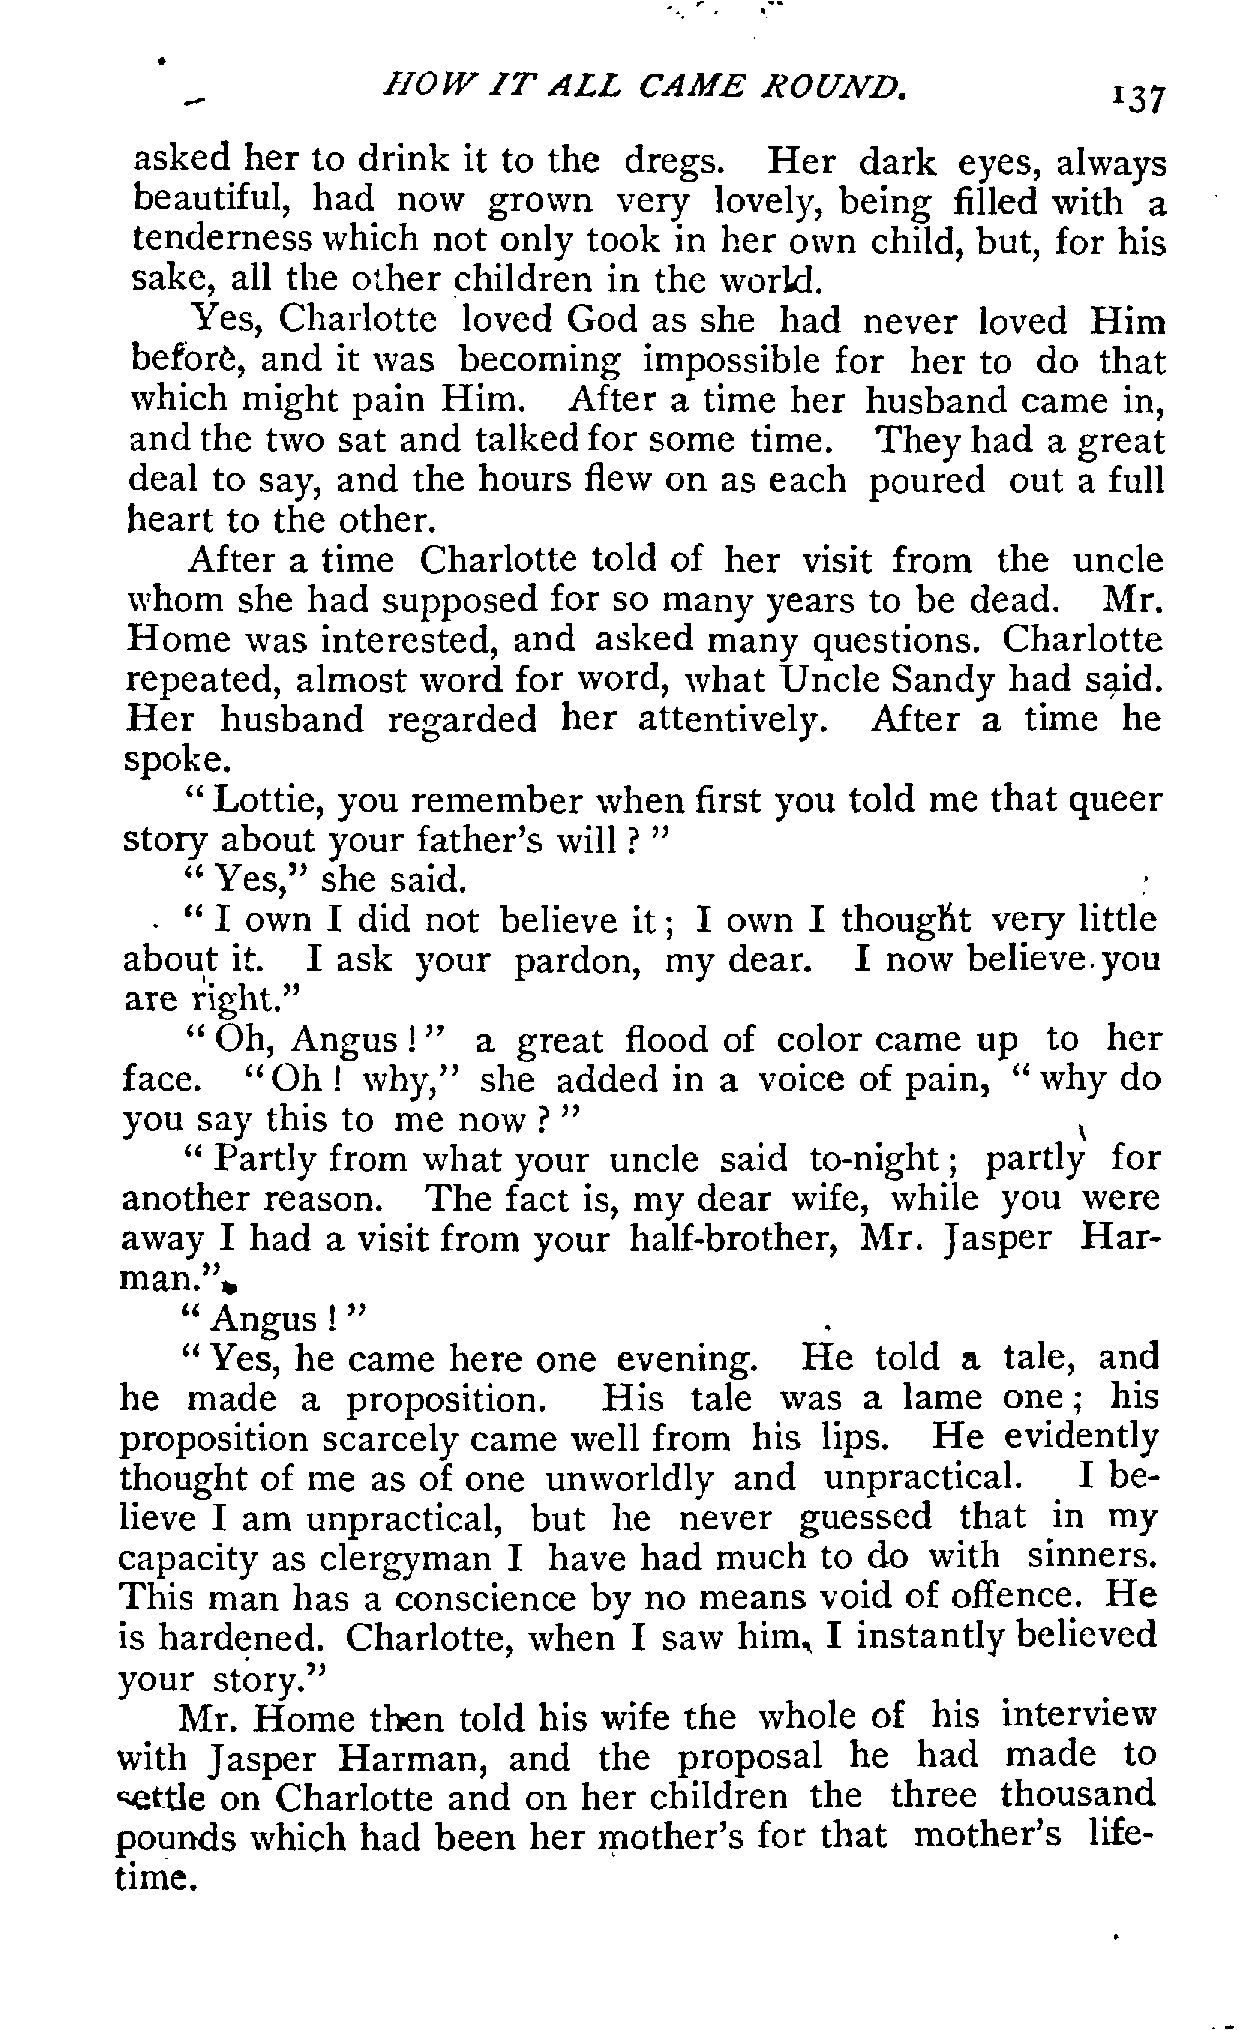 HOW IT ALL CAME ROUND. 137
asked her to drink it to the dregs. Her dark eyes, always
beautiful, had now grown very lovely, being filled with a
tenderness which not only took in her own child, but, for his
sake, all the other children in the world.
Yes, Charlotte loved God as she had never loved Him
before, and it was becoming impossible for her to do that
which might pain Him. After a time her husband came in,
and the two sat and talked for some time. They had a great
deal to say, and the hours flew on as each poured out a full
heart to the other.
After a time Charlotte told of her visit from the uncle
whom she had supposed for so many years to be dead. Mr.
Home was interested, and asked many questions. Charlotte
repeated, almost word for word, what Uncle Sandy had said.
Her husband regarded her attentively. After a time he
spoke.
"Lottie, you remember when first you told me that queer
story about your father's will?"
"Yes," she said.
"I own I did not believe it; I own I thought very little
about it. I ask your pardon, my dear. I now believe you
are right."
"Oh, Angus!" a great flood of color came up to her
face. "Oh! why," she added in a voice of pain, "why do
you say this to me now?"
"Partly from what your uncle said to-night; partly for
another reason. The fact is, my dear wife, while you were
away I had a visit from your half-brother, Mr. Jasper Har-
man."
"Angus!"
"Yes, he came here one evening. He told a tale, and
he made a proposition. His tale was a lame one; his
proposition scarcely came well from his lips. He evidently
thought of me as of one unworldly and unpractical. I be-
lieve I am unpractical, but he never guessed that in my
capacity as clergyman I have had much to do with sinners.
This man has a conscience by no means void of offence. He
is hardened. Charlotte, when I saw him, I instantly believed
your story."
Mr. Home then told his wife the whole of his interview
with Jasper Harman, and the proposal he had made to
settle on Charlotte and on her children the three thousand
pounds which had been her mother's for that mother's life-
time.